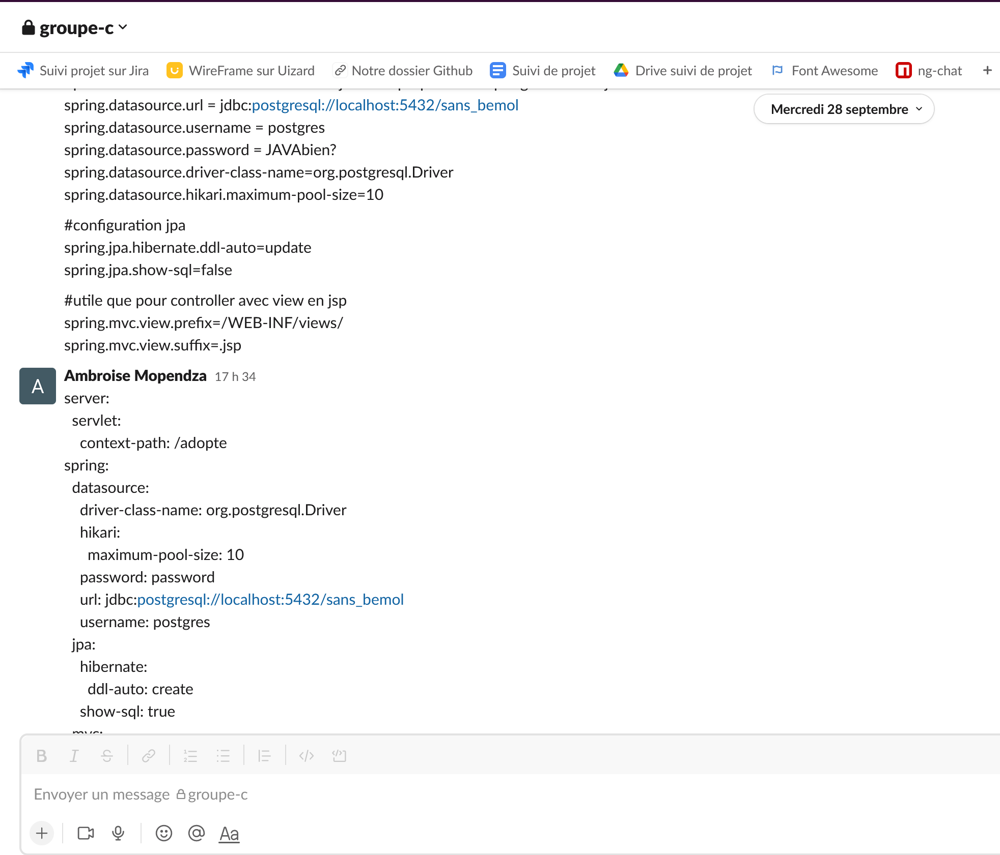 groupe-c
Suivi projet sur Jira WireFrame sur Uizard Notre dossier Github Suivi de projet Drive suivi de projet Font Awesome ng-chat +
Mercredi 28 septembre
spring.datasource.url = jdbc:postgresql://localhost:5432/sans_bemol
spring.datasource.username = postgres
spring.datasource.password = JAVAbien?
spring.datasource.driver-class-name=org.postgresql.Driver
spring.datasource.hikari.maximum-pool-size=10
#configuration jpa
spring.jpa.hibernate.ddl-auto=update
spring.jpa.show-sql=false
#utile que pour controller avec view en jsp
spring.mvc.view.prefix=/WEB-INF/views/
spring.mvc.view.suffix=.jsp
A
Ambroise Mopendza 17 h 34
server:
servlet:
context-path: /adopte
spring:
datasource:
driver-class-name: org.postgresql.Driver
hikari:
maximum-pool-size: 10
password: password
url: jdbc:postgresql://localhost:5432/sans_bemol
username: postgres
jpa:
hibernate:
ddl-auto: create
show-sql: true
mvc:
B I S
Envoyer un message groupe-c
+ @ Aa